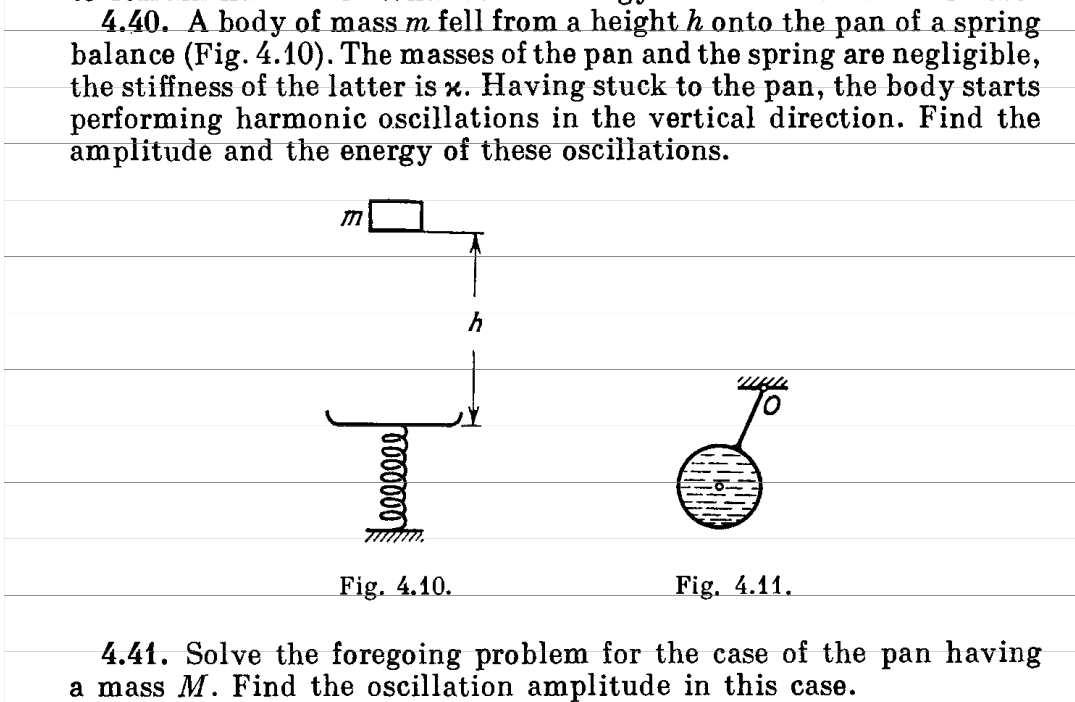 4.40. A body of mass m fell from a height h onto the pan of a spring
balance (Fig. 4.10). The masses of the pan and the spring are negligible,
the stiffness of the latter is ϰ. Having stuck to the pan, the body starts
performing harmonic oscillations in the vertical direction. Find the
amplitude and the energy of these oscillations.
m
h
O
Fig. 4.10.
Fig. 4.11.
4.41. Solve the foregoing problem for the case of the pan having
a mass M. Find the oscillation amplitude in this case.